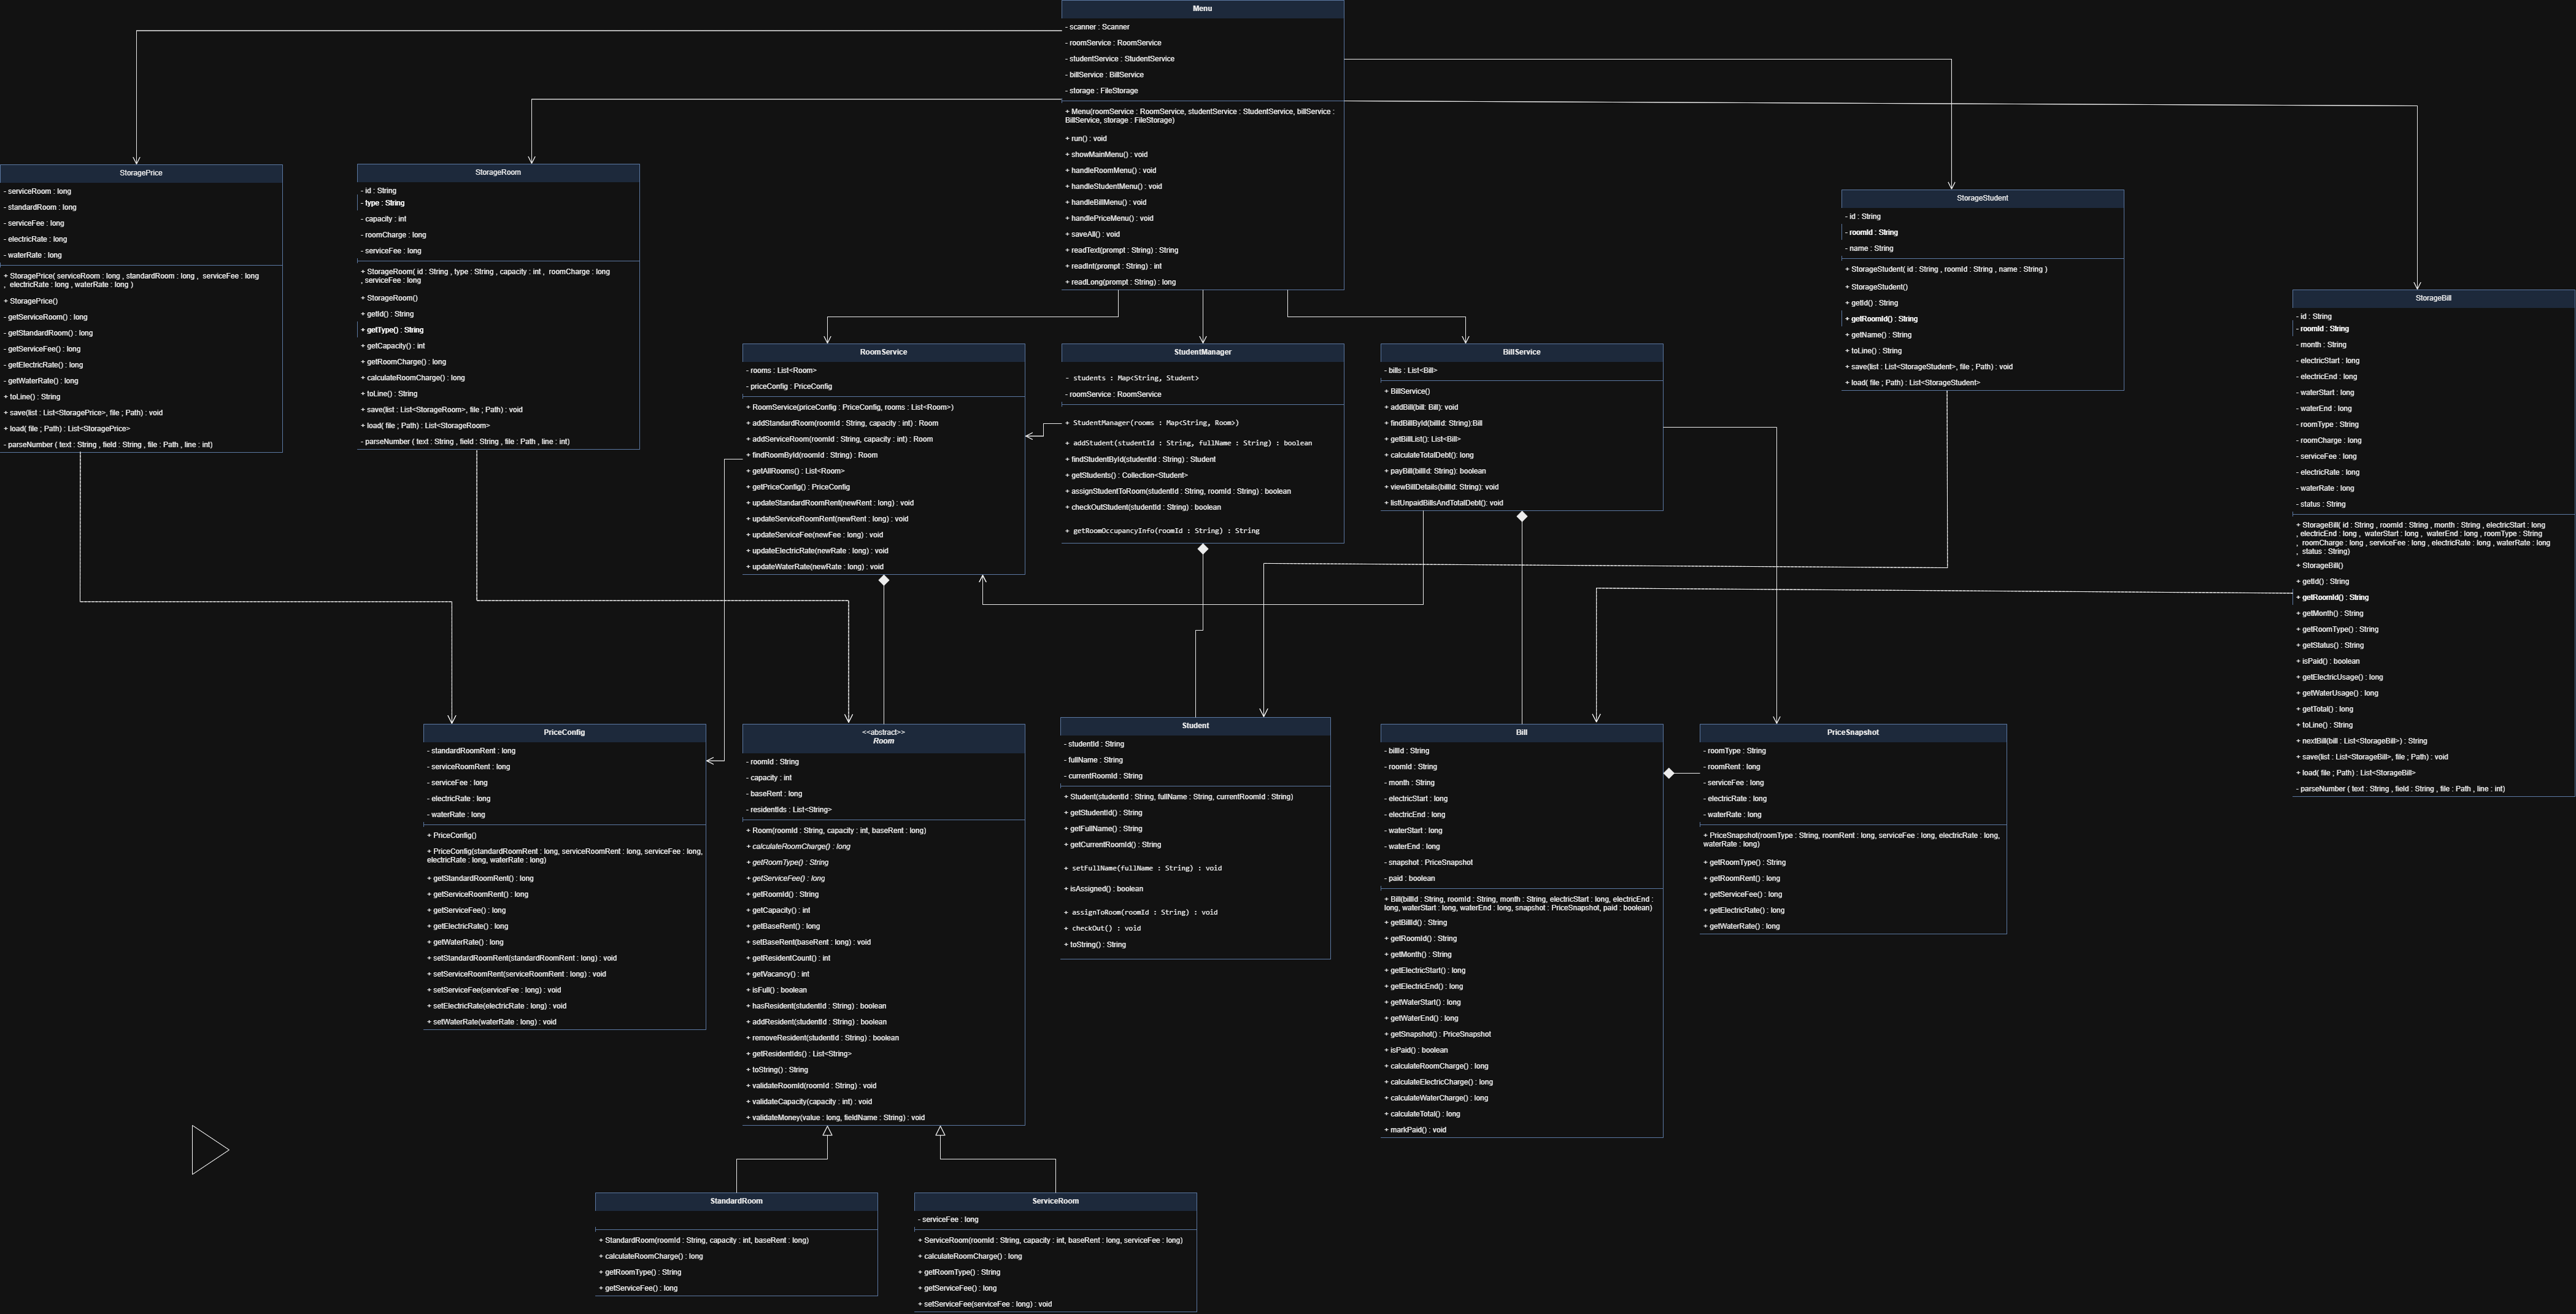 Menu
- scanner : Scanner
- roomService : RoomService
- studentService : StudentService
- billService : BillService
- storage : FileStorage
+ Menu(roomService : RoomService, studentService : StudentService, billService :
BillService, storage : FileStorage)
+ run() : void
+ showMainMenu() : void
+ handleRoomMenu() : void
+ handleStudentMenu() : void
+ handleBillMenu() : void
+ handlePriceMenu() : void
+ saveAll() : void
+ readText(prompt : String) : String
+ readInt(prompt : String) : int
+ readLong(prompt : String) : long
StoragePrice
- serviceRoom : long
- standardRoom : long
- serviceFee : long
- electricRate : long
- waterRate : long
+ StoragePrice( serviceRoom : long , standardRoom : long , serviceFee : long
, electricRate : long , waterRate : long )
+ StoragePrice()
- getServiceRoom() : long
- getStandardRoom() : long
- getServiceFee() : long
- getElectricRate() : long
- getWaterRate() : long
+ toLine() : String
+ save(list : List<StoragePrice>, file ; Path) : void
+ load( file ; Path) : List<StoragePrice>
- parseNumber ( text : String , field : String , file : Path , line : int)
StorageRoom
- id : String
- type : String
- capacity : int
- roomCharge : long
- serviceFee : long
+ StorageRoom( id : String , type : String , capacity : int , roomCharge : long
, serviceFee : long
+ StorageRoom()
+ getId() : String
+ getType() : String
+ getCapacity() : int
+ getRoomCharge() : long
+ calculateRoomCharge() : long
+ toLine() : String
+ save(list : List<StorageRoom>, file ; Path) : void
+ load( file ; Path) : List<StorageRoom>
- parseNumber ( text : String , field : String , file : Path , line : int)
StorageStudent
- id : String
- roomId : String
- name : String
+ StorageStudent( id : String , roomId : String , name : String )
+ StorageStudent()
+ getId() : String
+ getRoomId() : String
+ getName() : String
+ toLine() : String
+ save(list : List<StorageStudent>, file ; Path) : void
+ load( file ; Path) : List<StorageStudent>
StorageBill
- id : String
- roomId : String
- month : String
- electricStart : long
- electricEnd : long
- waterStart : long
- waterEnd : long
- roomType : String
- roomCharge : long
- serviceFee : long
- electricRate : long
- waterRate : long
- status : String
+ StorageBill( id : String , roomId : String , month : String , electricStart : long
, electricEnd : long , waterStart : long , waterEnd : long , roomType : String
, roomCharge : long , serviceFee : long , electricRate : long , waterRate : long
, status : String)
+ StorageBill()
+ getId() : String
+ getRoomId() : String
+ getMonth() : String
+ getRoomType() : String
+ getStatus() : String
+ isPaid() : boolean
+ getElectricUsage() : long
+ getWaterUsage() : long
+ getTotal() : long
+ toLine() : String
+ nextBill(bill : List<StorageBill>) : String
+ save(list : List<StorageBill>, file ; Path) : void
+ load( file ; Path) : List<StorageBill>
- parseNumber ( text : String , field : String , file : Path , line : int)
RoomService
- rooms : List<Room>
- priceConfig : PriceConfig
+ RoomService(priceConfig : PriceConfig, rooms : List<Room>)
+ addStandardRoom(roomId : String, capacity : int) : Room
+ addServiceRoom(roomId : String, capacity : int) : Room
+ findRoomById(roomId : String) : Room
+ getAllRooms() : List<Room>
+ getPriceConfig() : PriceConfig
+ updateStandardRoomRent(newRent : long) : void
+ updateServiceRoomRent(newRent : long) : void
+ updateServiceFee(newFee : long) : void
+ updateElectricRate(newRate : long) : void
+ updateWaterRate(newRate : long) : void
StudentManager
- students : Map<String, Student>
- roomService : RoomService
+ StudentManager(rooms : Map<String, Room>)
+ addStudent(studentId : String, fullName : String) : boolean
+ findStudentById(studentId : String) : Student
+ getStudents() : Collection<Student>
+ assignStudentToRoom(studentId : String, roomId : String) : boolean
+ checkOutStudent(studentId : String) : boolean
+ getRoomOccupancyInfo(roomId : String) : String
BillService
- bills : List<Bill>
+ BillService()
+ addBill(bill: Bill): void
+ findBillById(billId: String):Bill
+ getBillList(): List<Bill>
+ calculateTotalDebt(): long
+ payBill(billId: String): boolean
+ viewBillDetails(billId: String): void
+ listUnpaidBillsAndTotalDebt(): void
PriceConfig
- standardRoomRent : long
- serviceRoomRent : long
- serviceFee : long
- electricRate : long
- waterRate : long
+ PriceConfig()
+ PriceConfig(standardRoomRent : long, serviceRoomRent : long, serviceFee : long,
electricRate : long, waterRate : long)
+ getStandardRoomRent() : long
+ getServiceRoomRent() : long
+ getServiceFee() : long
+ getElectricRate() : long
+ getWaterRate() : long
+ setStandardRoomRent(standardRoomRent : long) : void
+ setServiceRoomRent(serviceRoomRent : long) : void
+ setServiceFee(serviceFee : long) : void
+ setElectricRate(electricRate : long) : void
+ setWaterRate(waterRate : long) : void
<<abstract>>
Room
- roomId : String
- capacity : int
- baseRent : long
- residentIds : List<String>
+ Room(roomId : String, capacity : int, baseRent : long)
+ calculateRoomCharge() : long
+ getRoomType() : String
+ getServiceFee() : long
+ getRoomId() : String
+ getCapacity() : int
+ getBaseRent() : long
+ setBaseRent(baseRent : long) : void
+ getResidentCount() : int
+ getVacancy() : int
+ isFull() : boolean
+ hasResident(studentId : String) : boolean
+ addResident(studentId : String) : boolean
+ removeResident(studentId : String) : boolean
+ getResidentIds() : List<String>
+ toString() : String
+ validateRoomId(roomId : String) : void
+ validateCapacity(capacity : int) : void
+ validateMoney(value : long, fieldName : String) : void
Student
- studentId : String
- fullName : String
- currentRoomId : String
+ Student(studentId : String, fullName : String, currentRoomId : String)
+ getStudentId() : String
+ getFullName() : String
+ getCurrentRoomId() : String
+ setFullName(fullName : String) : void
+ isAssigned() : boolean
+ assignToRoom(roomId : String) : void
+ checkOut() : void
+ toString() : String
Bill
- billId : String
- roomId : String
- month : String
- electricStart : long
- electricEnd : long
- waterStart : long
- waterEnd : long
- snapshot : PriceSnapshot
- paid : boolean
+ Bill(billId : String, roomId : String, month : String, electricStart : long, electricEnd :
long, waterStart : long, waterEnd : long, snapshot : PriceSnapshot, paid : boolean)
+ getBillId() : String
+ getRoomId() : String
+ getMonth() : String
+ getElectricStart() : long
+ getElectricEnd() : long
+ getWaterStart() : long
+ getWaterEnd() : long
+ getSnapshot() : PriceSnapshot
+ isPaid() : boolean
+ calculateRoomCharge() : long
+ calculateElectricCharge() : long
+ calculateWaterCharge() : long
+ calculateTotal() : long
+ markPaid() : void
PriceSnapshot
- roomType : String
- roomRent : long
- serviceFee : long
- electricRate : long
- waterRate : long
+ PriceSnapshot(roomType : String, roomRent : long, serviceFee : long, electricRate : long,
waterRate : long)
+ getRoomType() : String
+ getRoomRent() : long
+ getServiceFee() : long
+ getElectricRate() : long
+ getWaterRate() : long
StandardRoom
+ StandardRoom(roomId : String, capacity : int, baseRent : long)
+ calculateRoomCharge() : long
+ getRoomType() : String
+ getServiceFee() : long
ServiceRoom
- serviceFee : long
+ ServiceRoom(roomId : String, capacity : int, baseRent : long, serviceFee : long)
+ calculateRoomCharge() : long
+ getRoomType() : String
+ getServiceFee() : long
+ setServiceFee(serviceFee : long) : void